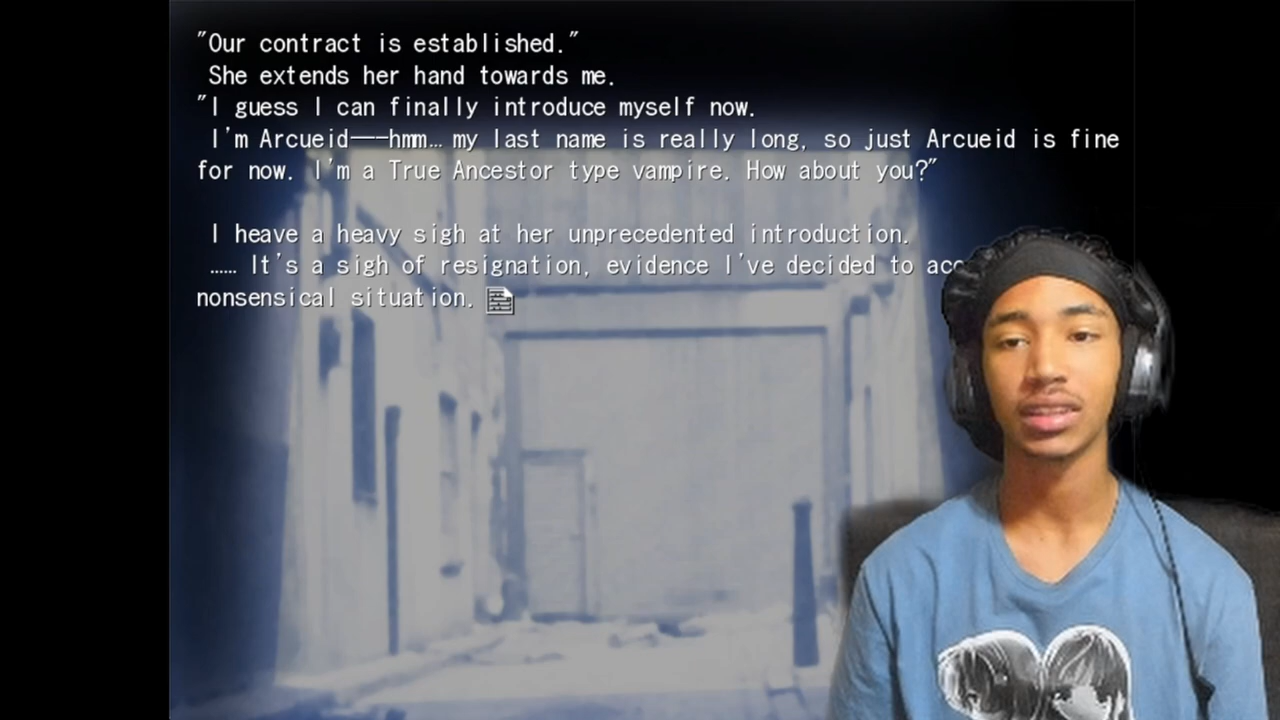 "Our contract is established."
She extends her hand towards me.
"I guess I can finally introduce myself now.
I'm Arcueid――hmm… my last name is really long, so just Arcueid is fine
for now. I'm a True Ancestor type vampire. How about you?"
I heave a heavy sigh at her unprecedented introduction.
…… It's a sigh of resignation, evidence I've decided to
nonsensical situation.